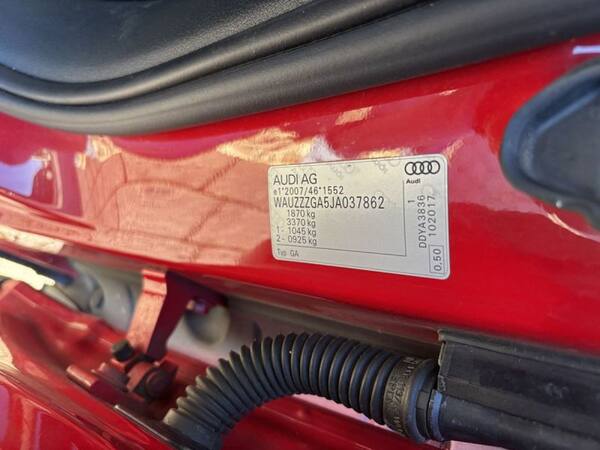 AUDI AG
e1*2007/46*1552
WAUZZZGA5JA037862
1870 kg
3370 kg
1 - 1045 kg
2 - 0925 kg
Typ GA
Audi
1
DDYA3836
102017
0,50